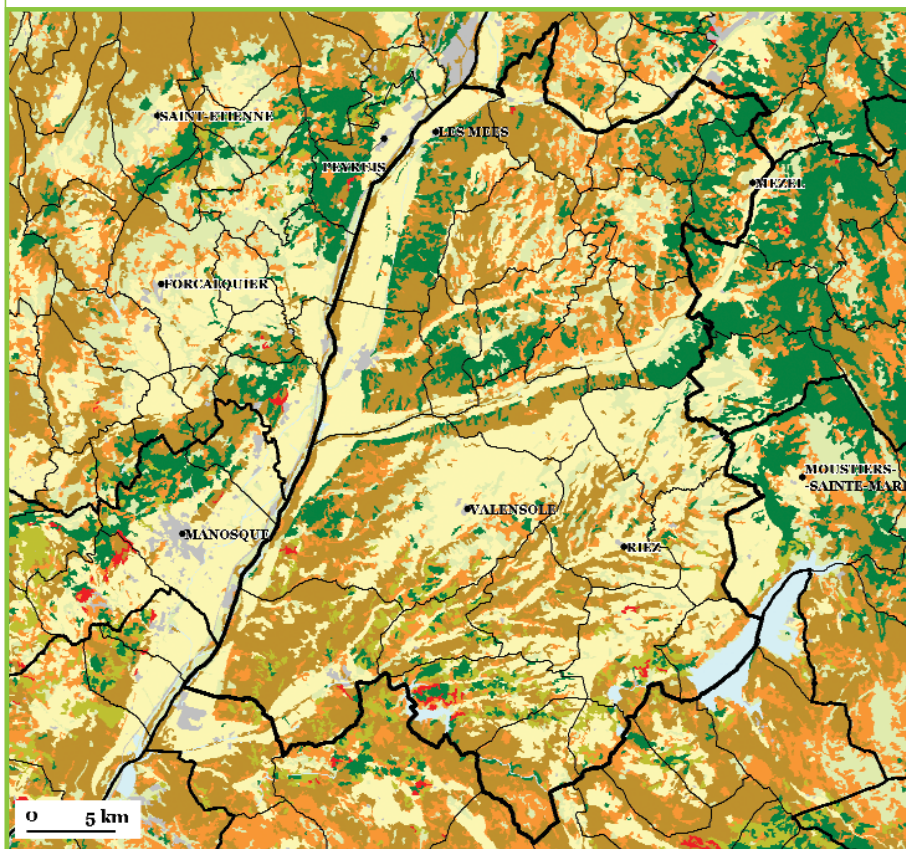 SAINT-ETIENNE
LES MEES
PEYRUIS
MEZEL
FORCALQUIER
MOUSTIERS-
-SAINTE-MARI
VALENSOLE
MANOSQUE
RIEZ
0 5 km